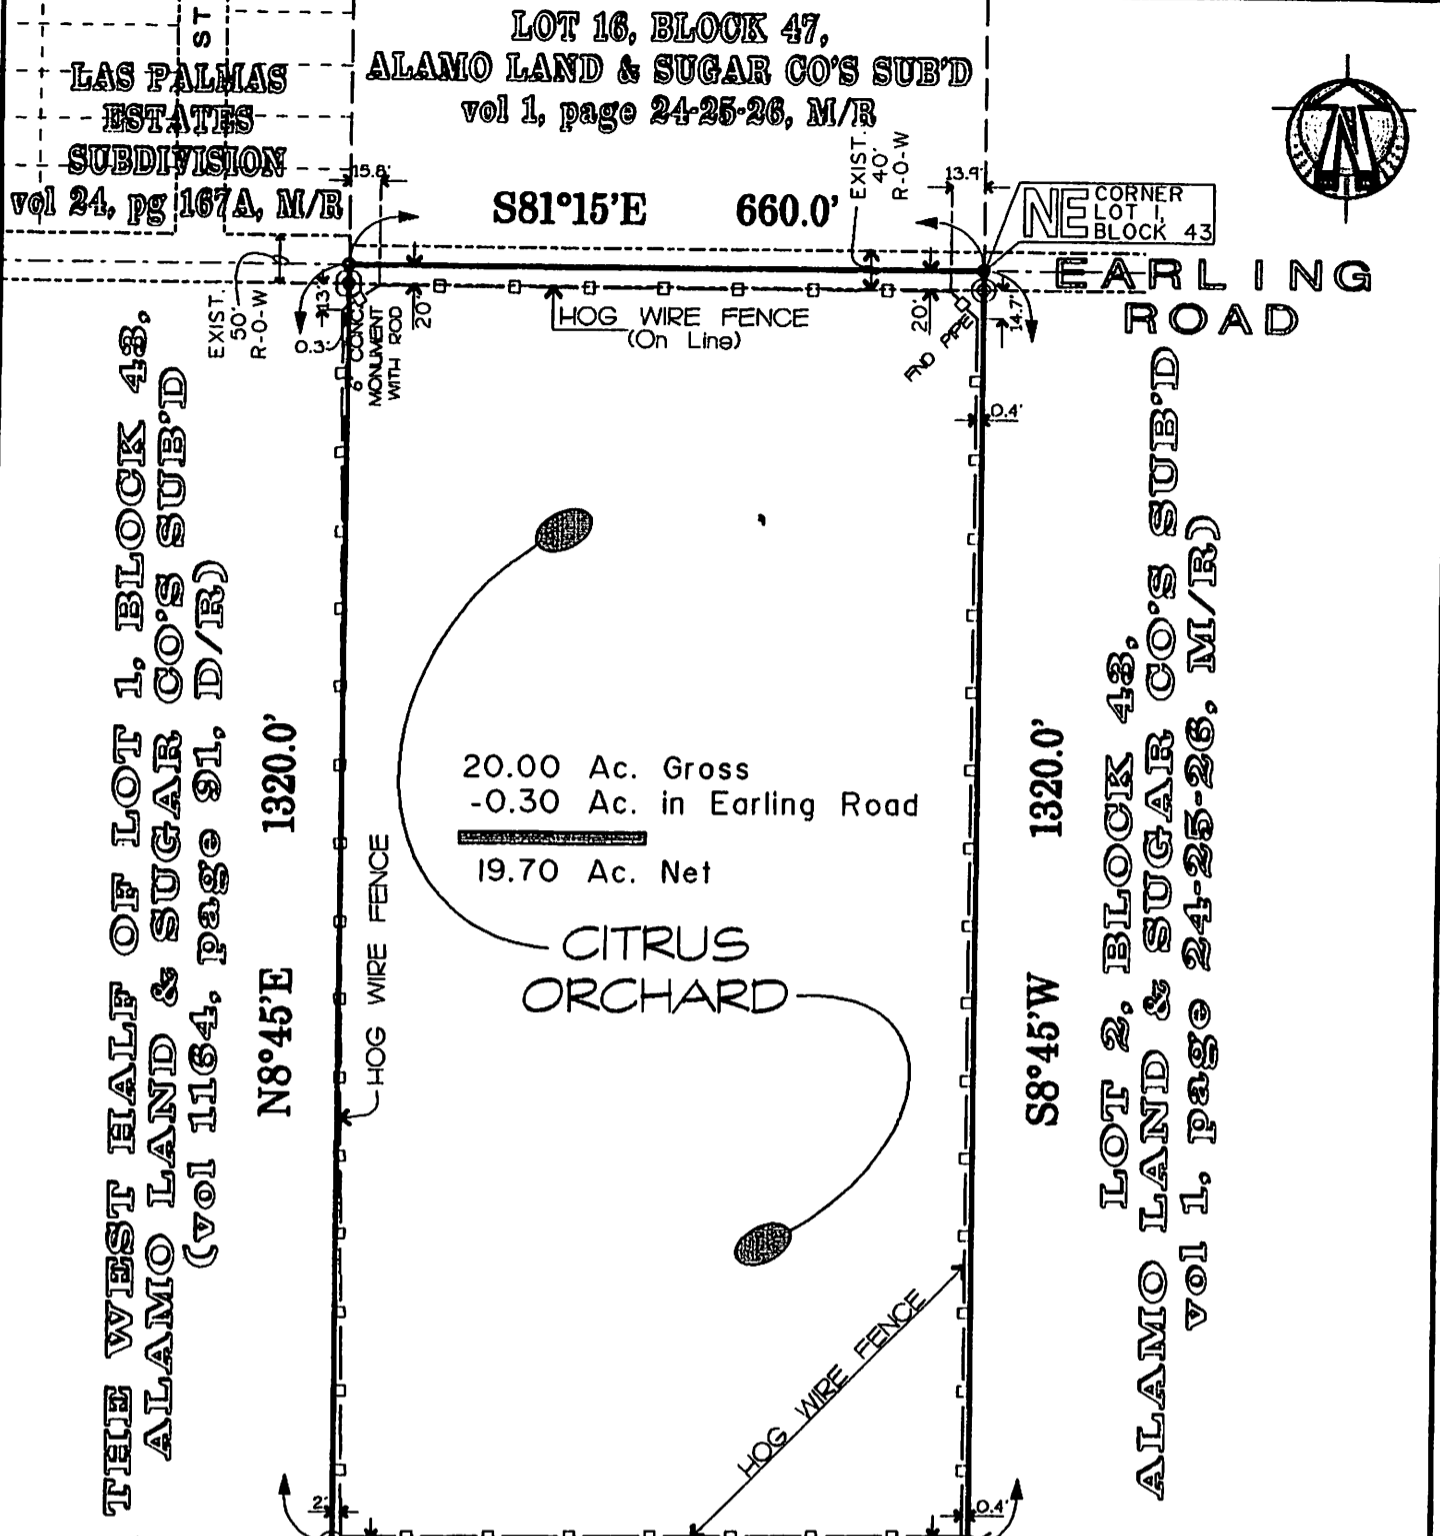 ST
LOT 16, BLOCK 47,
ALAMO LAND & SUGAR CO'S SUB'D
vol 1, page 24-25-26, M/R
LAS PALMAS
ESTATES
SUBDIVISION
vol 24, pg 167A, M/R
N
15.8'
S81°15'E 660.0'
EXIST.
40'
R-O-W
13.9'
NE CORNER
LOT 1,
BLOCK 43
EARLING
ROAD
EXIST.
50'
R-O-W
13'
0.3'
6" CONC.
MONUMENT
WITH ROD
20'
HOG WIRE FENCE
(On Line)
20'
FND PIPE
14.7'
0.4'
THE WEST HALF OF LOT 1, BLOCK 43,
ALAMO LAND & SUGAR CO'S SUB'D
(vol 1164, page 91, D/R)
N8°45'E 1320.0'
HOG WIRE FENCE
20.00 Ac. Gross
-0.30 Ac. in Earling Road
19.70 Ac. Net
CITRUS
ORCHARD
S8°45'W 1320.0'
LOT 2, BLOCK 43,
ALAMO LAND & SUGAR CO'S SUB'D
vol 1, page 24-25-26, M/R)
HOG WIRE FENCE
2'
0.4'